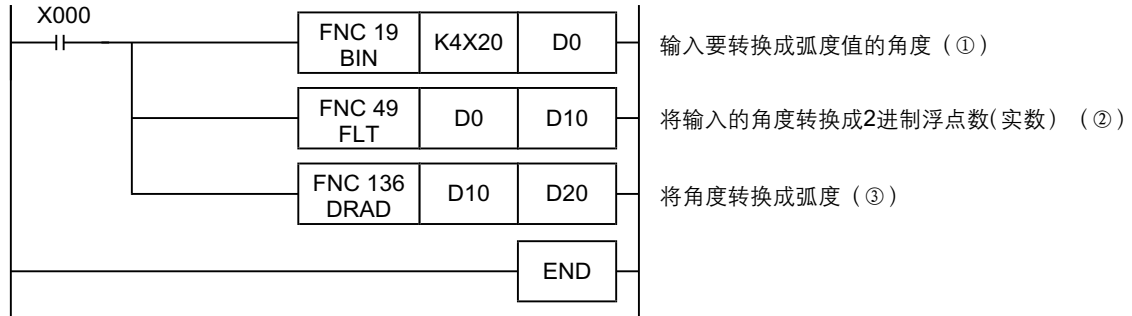 X000
FNC 19
BIN
K4X20
D0
输入要转换成弧度值的角度（①）
FNC 49
FLT
D0
D10
将输入的角度转换成2进制浮点数(实数）（②）
FNC 136
DRAD
D10
D20
将角度转换成弧度（③）
END